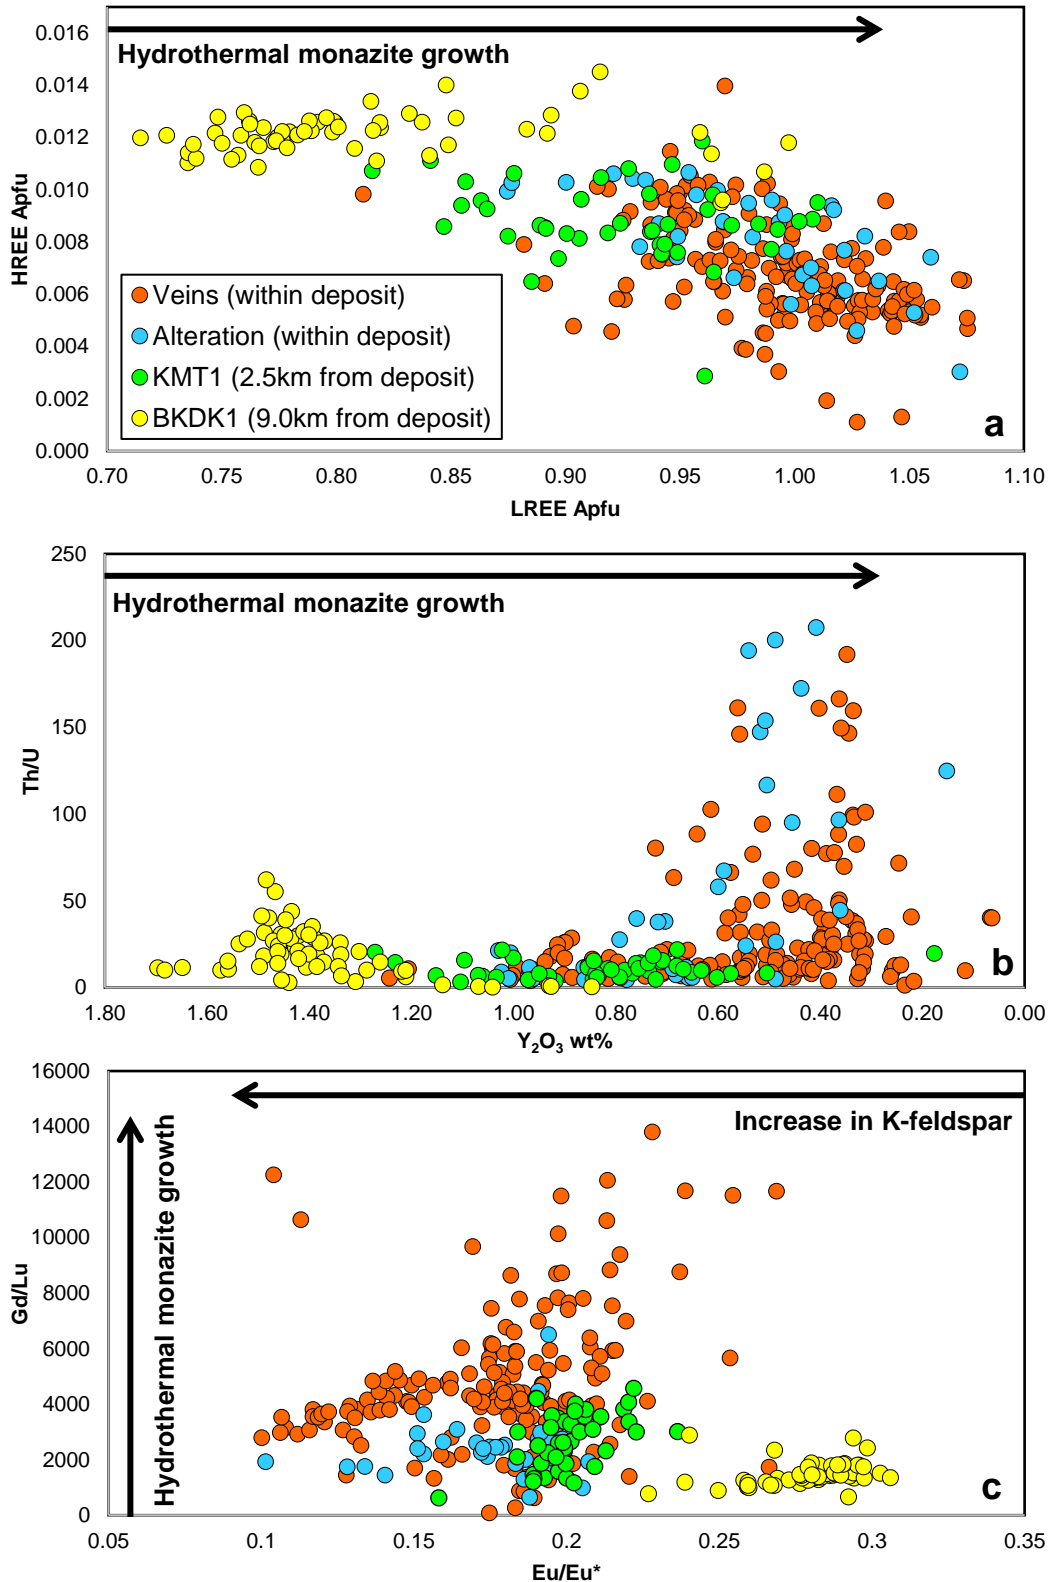 0.016
0.014
0.012
0.010
0.008
0.006
0.004
0.002
0.000
HREE Apfu
Hydrothermal monazite growth
Veins (within deposit)
Alteration (within deposit)
KMT1 (2.5km from deposit)
BKDK1 (9.0km from deposit)
a
0.70 0.75 0.80 0.85 0.90 0.95 1.00 1.05 1.10
LREE Apfu
250
200
150
100
50
0
Th/U
Hydrothermal monazite growth
b
1.80 1.60 1.40 1.20 1.00 0.80 0.60 0.40 0.20 0.00
Y₂O₃ wt%
16000
14000
12000
10000
8000
6000
4000
2000
0
Gd/Lu
Hydrothermal monazite growth
Increase in K-feldspar
c
0.05 0.1 0.15 0.2 0.25 0.3 0.35
Eu/Eu*